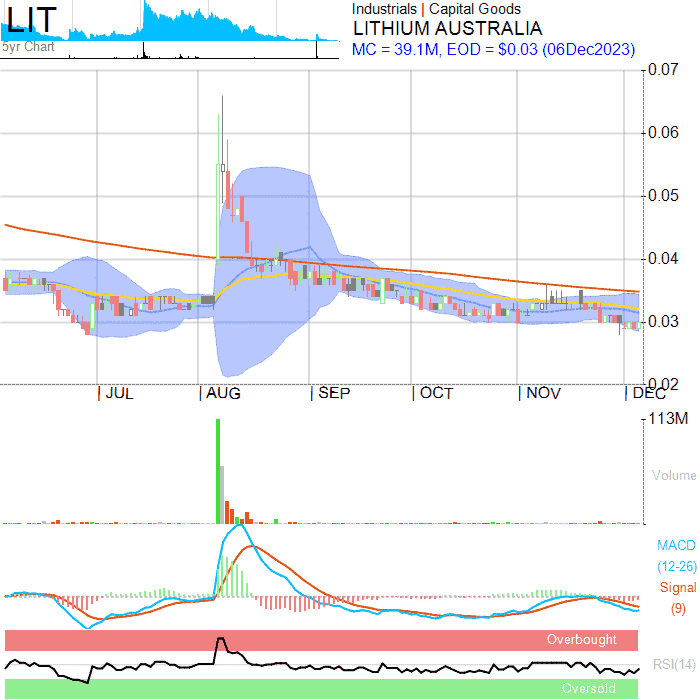 LIT
5yr Chart
Industrials | Capital Goods
LITHIUM AUSTRALIA
MC = 39.1M, EOD = $0.03 (06Dec2023)
0.07
0.06
0.05
0.04
0.03
0.02
JUL AUG SEP OCT NOV DEC
113M
Volume
MACD
(12-26)
Signal
(9)
Overbought
RSI(14)
Oversold